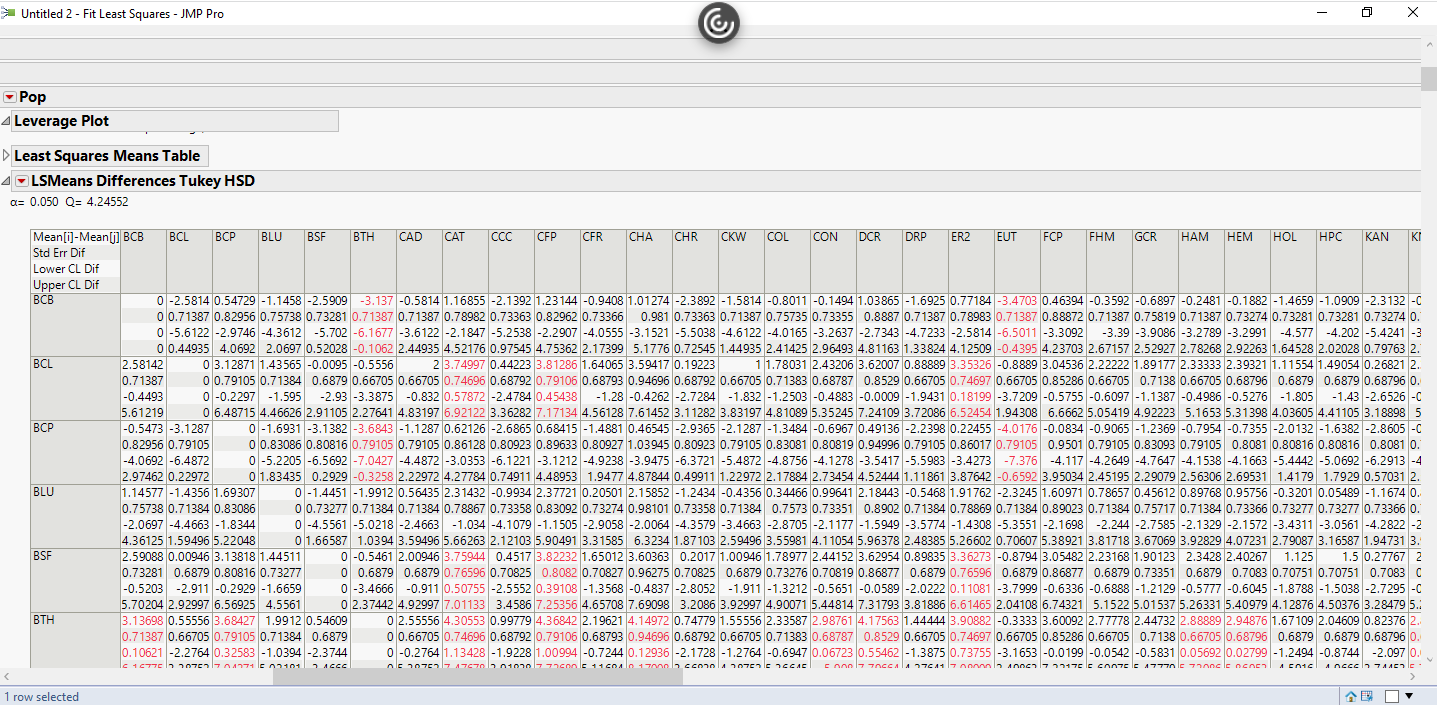 Untitled 2 - Fit Least Squares - JMP Pro
Pop
Leverage Plot
Least Squares Means Table
LSMeans Differences Tukey HSD
α= 0.050 Q= 4.24552
Mean[i]-Mean[j] BCB BCL BCP BLU BSF BTH CAD CAT CCC CFP CFR CHA CHR CKW COL CON DCR DRP ER2 EUT FCP FHM GCR HAM HEM HOL HPC KAN
Std Err Dif
Lower CL Dif
Upper CL Dif
BCB 0 -2.5814 0.54729 -1.1458 -2.5909 -3.137 -0.5814 1.16855 -2.1392 1.23144 -0.9408 1.01274 -2.3892 -1.5814 -0.8011 -0.1494 1.03865 -1.6925 0.77184 -3.4703 0.46394 -0.3592 -0.6897 -0.2481 -0.1882 -1.4659 -1.0909 -2.3132
0 0.71387 0.82956 0.75738 0.73281 0.71387 0.71387 0.78982 0.73363 0.82962 0.73366 0.981 0.73363 0.71387 0.75735 0.73355 0.8887 0.71387 0.78983 0.71387 0.88872 0.71387 0.75819 0.71387 0.73274 0.73281 0.73281 0.73274
0 -5.6122 -2.9746 -4.3612 -5.702 -6.1677 -3.6122 -2.1847 -5.2538 -2.2907 -4.0555 -3.1521 -5.5038 -4.6122 -4.0165 -3.2637 -2.7343 -4.7233 -2.5814 -6.5011 -3.3092 -3.39 -3.9086 -3.2789 -3.2991 -4.577 -4.202 -5.4241
0 0.44935 4.0692 2.0697 0.52028 -0.1062 2.44935 4.52176 0.97545 4.75362 2.17399 5.1776 0.72545 1.44935 2.41425 2.96493 4.81163 1.33824 4.12509 -0.4395 4.23703 2.67157 2.52927 2.78268 2.92263 1.64528 2.02028 0.79763
BCL 2.58142 0 3.12871 1.43565 -0.0095 -0.5556 2 3.74997 0.44223 3.81286 1.64065 3.59417 0.19223 1 1.78031 2.43206 3.62007 0.88889 3.35326 -0.8889 3.04536 2.22222 1.89177 2.33333 2.39321 1.11554 1.49054 0.26821
0.71387 0 0.79105 0.71384 0.6879 0.66705 0.66705 0.74696 0.68792 0.79106 0.68793 0.94696 0.68792 0.66705 0.71383 0.68787 0.8529 0.66705 0.74697 0.66705 0.85286 0.66705 0.7138 0.66705 0.68796 0.6879 0.6879 0.68796
-0.4493 0 -0.2297 -1.595 -2.93 -3.3875 -0.832 0.57872 -2.4784 0.45438 -1.28 -0.4262 -2.7284 -1.832 -1.2503 -0.4883 -0.0009 -1.9431 0.18199 -3.7209 -0.5755 -0.6097 -1.1387 -0.4986 -0.5276 -1.805 -1.43 -2.6526
5.61219 0 6.48715 4.46626 2.91105 2.27641 4.83197 6.92122 3.36282 7.17134 4.56128 7.61452 3.11282 3.83197 4.81089 5.35245 7.24109 3.72086 6.52454 1.94308 6.6662 5.05419 4.92223 5.1653 5.31398 4.03605 4.41105 3.18898
BCP -0.5473 -3.1287 0 -1.6931 -3.1382 -3.6843 -1.1287 0.62126 -2.6865 0.68415 -1.4881 0.46545 -2.9365 -2.1287 -1.3484 -0.6967 0.49136 -2.2398 0.22455 -4.0176 -0.0834 -0.9065 -1.2369 -0.7954 -0.7355 -2.0132 -1.6382 -2.8605
0.82956 0.79105 0 0.83086 0.80816 0.79105 0.79105 0.86128 0.80923 0.89633 0.80927 1.03945 0.80923 0.79105 0.83081 0.80819 0.94996 0.79105 0.86017 0.79105 0.9501 0.79105 0.83093 0.79105 0.8081 0.80816 0.80816 0.8081
-4.0692 -6.4872 0 -5.2205 -6.5692 -7.0427 -4.4872 -3.0353 -6.1221 -3.1212 -4.9238 -3.9475 -6.3721 -5.4872 -4.8756 -4.1278 -3.5417 -5.5983 -3.4273 -7.376 -4.117 -4.2649 -4.7647 -4.1538 -4.1663 -5.4442 -5.0692 -6.2913
2.97462 0.22972 0 1.83435 0.2929 -0.3258 2.22972 4.27784 0.74911 4.48953 1.9477 4.87844 0.49911 1.22972 2.17884 2.73454 4.52444 1.11861 3.87642 -0.6592 3.95034 2.45195 2.29079 2.56306 2.69531 1.4179 1.7929 0.57031
BLU 1.14577 -1.4356 1.69307 0 -1.4451 -1.9912 0.56435 2.31432 -0.9934 2.37721 0.20501 2.15852 -1.2434 -0.4356 0.34466 0.99641 2.18443 -0.5468 1.91762 -2.3245 1.60971 0.78657 0.45612 0.89768 0.95756 -0.3201 0.05489 -1.1674
0.75738 0.71384 0.83086 0 0.73277 0.71384 0.71384 0.78867 0.73358 0.83092 0.73274 0.98101 0.73358 0.71384 0.7573 0.73351 0.8902 0.71384 0.78869 0.71384 0.89023 0.71384 0.75717 0.71384 0.73366 0.73277 0.73277 0.73366
-2.0697 -4.4663 -1.8344 0 -4.5561 -5.0218 -2.4663 -1.034 -4.1079 -1.1505 -2.9058 -2.0064 -4.3579 -3.4663 -2.8705 -2.1177 -1.5949 -3.5774 -1.4308 -5.3551 -2.1698 -2.244 -2.7585 -2.1329 -2.1572 -3.4311 -3.0561 -4.2822
4.36125 1.59496 5.22048 0 1.66587 1.0394 3.59496 5.66263 2.12103 5.90491 3.31585 6.3234 1.87103 2.59496 3.55981 4.11054 5.96378 2.48385 5.26602 0.70607 5.38921 3.81718 3.67069 3.92829 4.07231 2.79087 3.16587 1.94731
BSF 2.59088 0.00946 3.13818 1.44511 0 -0.5461 2.00946 3.75944 0.4517 3.82232 1.65012 3.60363 0.2017 1.00946 1.78977 2.44152 3.62954 0.89835 3.36273 -0.8794 3.05482 2.23168 1.90123 2.3428 2.40267 1.125 1.5 0.27767
0.73281 0.6879 0.80816 0.73277 0 0.6879 0.6879 0.76596 0.70825 0.8082 0.70827 0.96275 0.70825 0.6879 0.73276 0.70819 0.86877 0.6879 0.76596 0.6879 0.86877 0.6879 0.73351 0.6879 0.7083 0.70751 0.70751 0.7083
-0.5203 -2.911 -0.2929 -1.6659 0 -3.4666 -0.911 0.50755 -2.5552 0.39108 -1.3568 -0.4837 -2.8052 -1.911 -1.3212 -0.5651 -0.0589 -2.0222 0.11081 -3.7999 -0.6336 -0.6888 -1.2129 -0.5777 -0.6045 -1.8788 -1.5038 -2.7295
5.70204 2.92997 6.56925 4.5561 0 2.37442 4.92997 7.01133 3.4586 7.25356 4.65708 7.69098 3.2086 3.92997 4.90071 5.44814 7.31793 3.81886 6.61465 2.04108 6.74321 5.1522 5.01537 5.26331 5.40979 4.12876 4.50376 3.28479
BTH 3.13698 0.55556 3.68427 1.9912 0.54609 0 2.55556 4.30553 0.99779 4.36842 2.19621 4.14972 0.74779 1.55556 2.33587 2.98761 4.17563 1.44444 3.90882 -0.3333 3.60092 2.77778 2.44732 2.88889 2.94876 1.67109 2.04609 0.82376
0.71387 0.66705 0.79105 0.71384 0.6879 0 0.66705 0.74696 0.68792 0.79106 0.68793 0.94696 0.68792 0.66705 0.71383 0.68787 0.8529 0.66705 0.74697 0.66705 0.85286 0.66705 0.7138 0.66705 0.68796 0.6879 0.6879 0.68796
0.10621 -2.2764 0.32583 -1.0394 -2.3744 0 -0.2764 1.13428 -1.9228 1.00994 -0.7244 0.12936 -2.1728 -1.2764 -0.6947 0.06723 0.55462 -1.3875 0.73755 -3.1653 -0.0199 -0.0542 -0.5831 0.05692 0.02799 -1.2494 -0.8744 -2.097
1 row selected